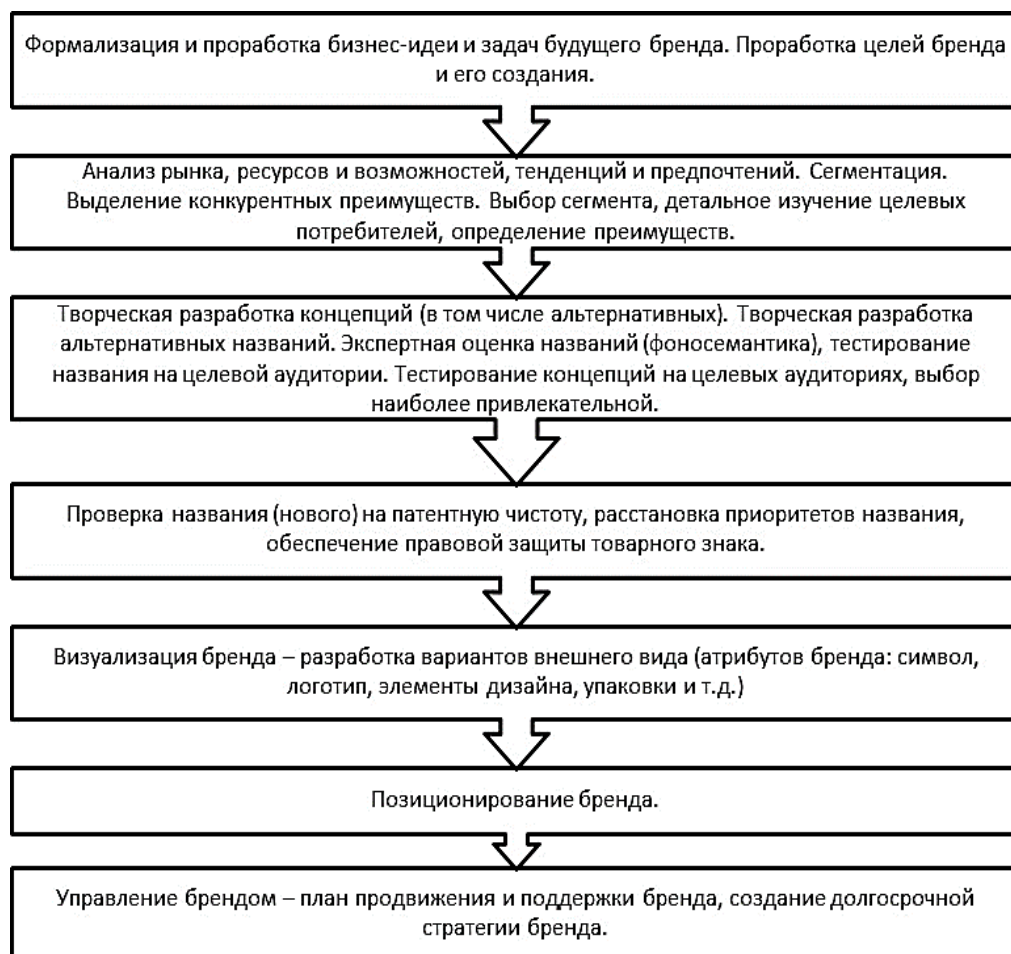 Формализация и проработка бизнес-идеи и задач будущего бренда. Проработка целей бренда
и его создания.
Анализ рынка, ресурсов и возможностей, тенденций и предпочтений. Сегментация.
Выделение конкурентных преимуществ. Выбор сегмента, детальное изучение целевых
потребителей, определение преимуществ.
Творческая разработка концепций (в том числе альтернативных). Творческая разработка
альтернативных названий. Экспертная оценка названий (фоносемантика), тестирование
названия на целевой аудитории. Тестирование концепций на целевых аудиториях, выбор
наиболее привлекательной.
Проверка названия (нового) на патентную чистоту, расстановка приоритетов названия,
обеспечение правовой защиты товарного знака.
Визуализация бренда – разработка вариантов внешнего вида (атрибутов бренда: символ,
логотип, элементы дизайна, упаковки и т.д.)
Позиционирование бренда.
Управление брендом – план продвижения и поддержки бренда, создание долгосрочной
стратегии бренда.